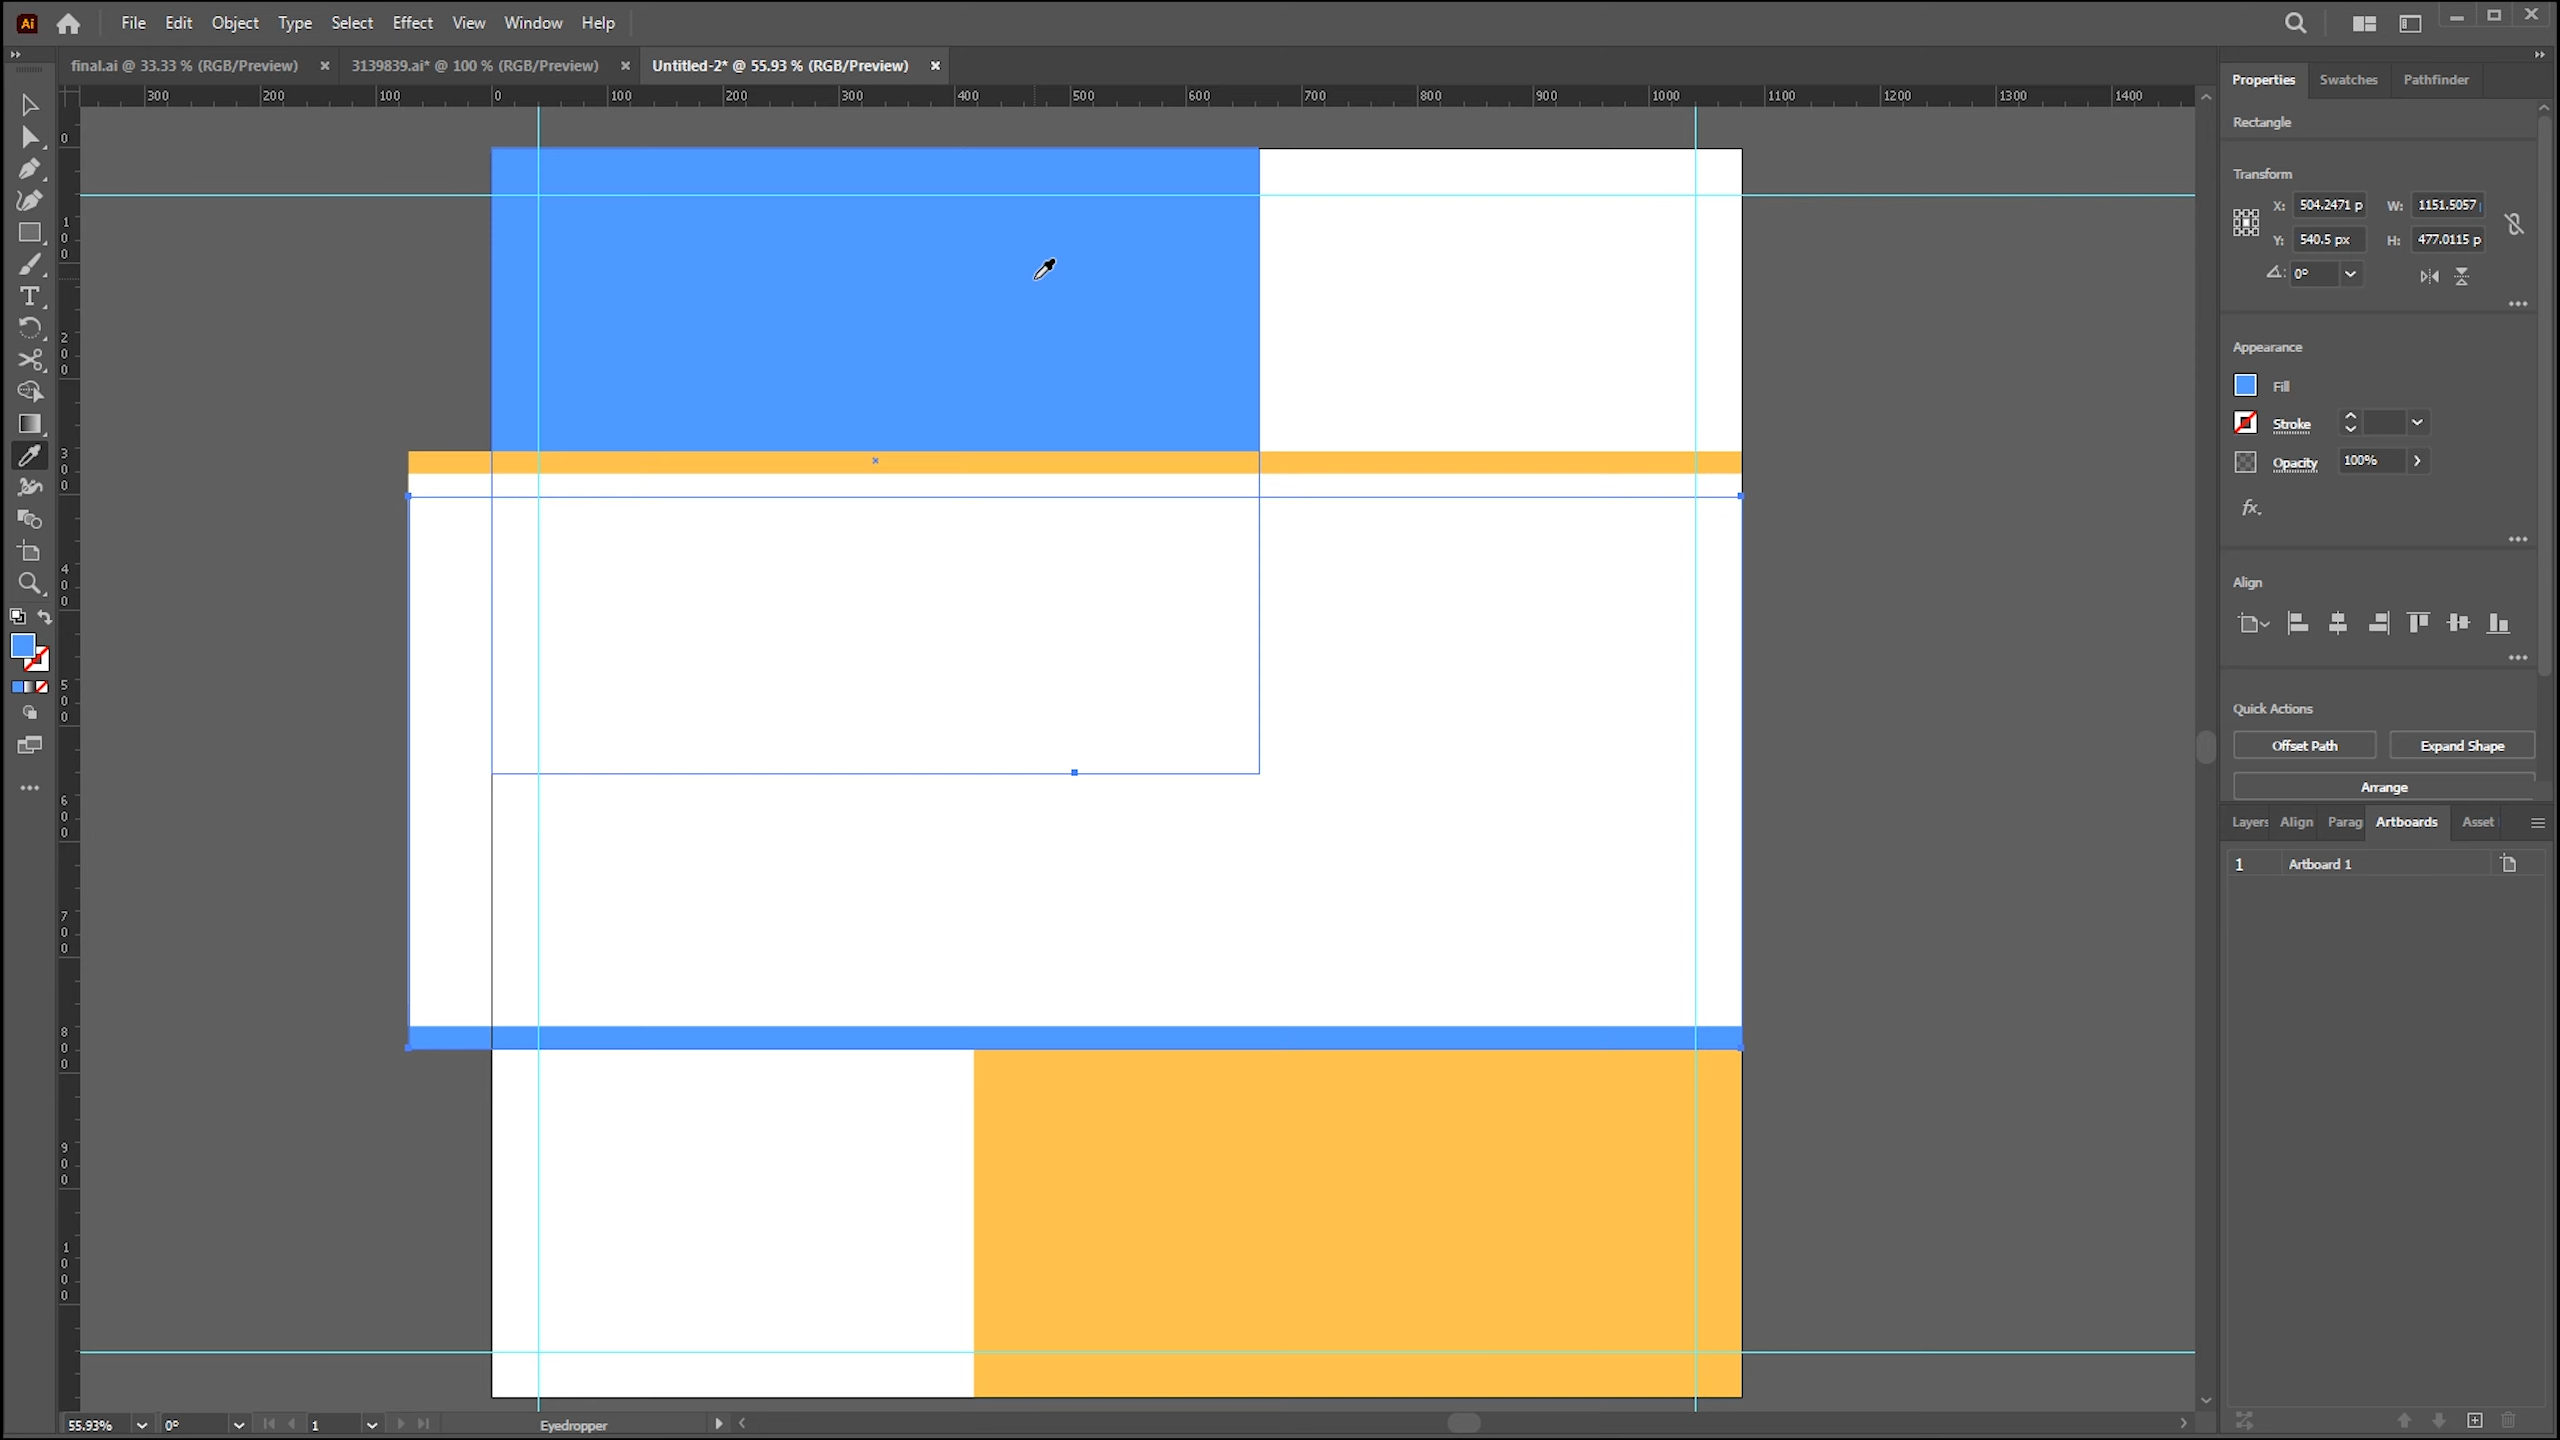 Ai File Edit Object Type Select Effect View Window Help
final.ai @ 33.33 % (RGB/Preview) × 3139839.ai* @ 100 % (RGB/Preview) × Untitled-2* @ 55.93 % (RGB/Preview) ×
300 200 100 0 100 200 300 400 500 600 700 800 900 1000 1100 1200 1300 1400
0
100
200
300
400
500
600
700
800
900
1000
Properties Swatches Pathfinder
Rectangle
Transform
X: 504.2471 p W: 1151.5057
Y: 540.5 px H: 477.0115 p
0°
Appearance
Fill
Stroke
Opacity 100%
fx.
Align
Quick Actions
Offset Path Expand Shape
Arrange
Layers Align Parag Artboards Asset
1 Artboard 1
55.93% 0° 1 Eyedropper